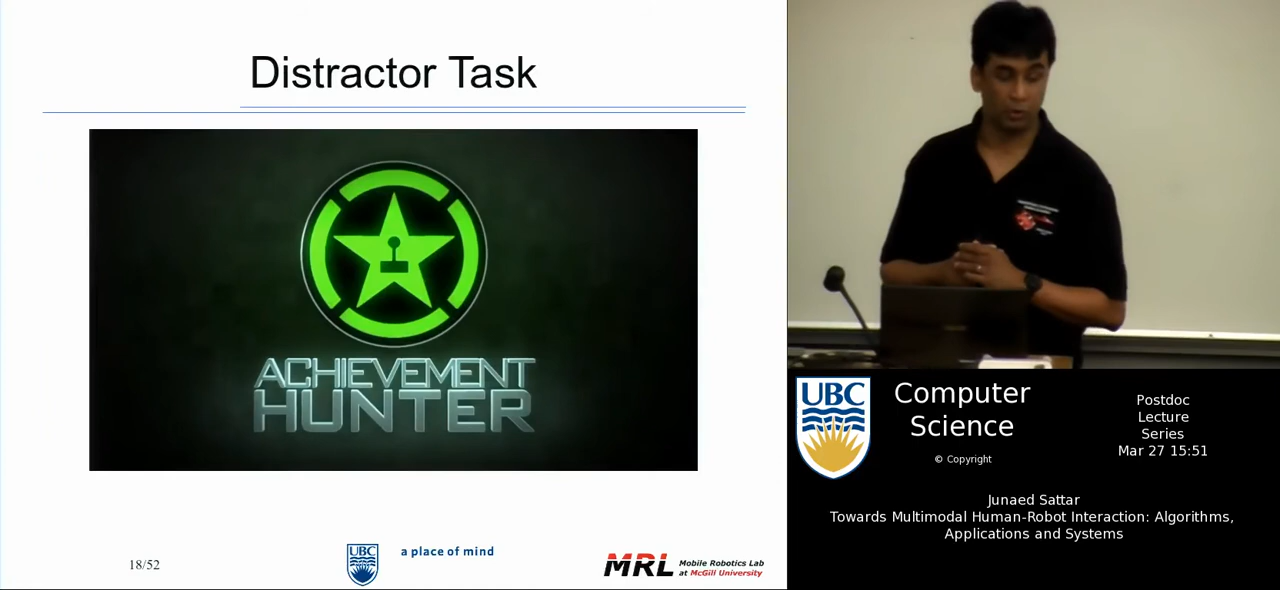 Distractor Task
ACHIEVEMENT
HUNTER
18/52
UBC
a place of mind
MRL
Mobile Robotics Lab
at McGill University
UBC
Computer
Science
© Copyright
Postdoc
Lecture
Series
Mar 27 15:51
Junaed Sattar
Towards Multimodal Human-Robot Interaction: Algorithms,
Applications and Systems